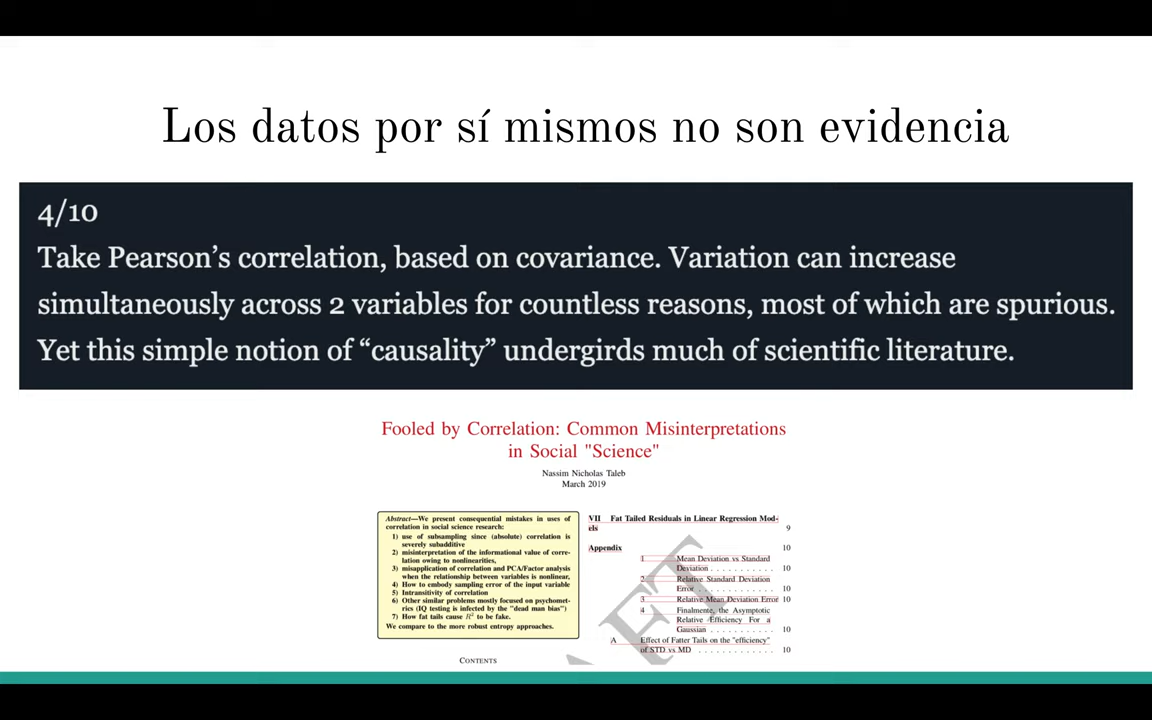 Los datos por sí mismos no son evidencia
4/10
Take Pearson’s correlation, based on covariance. Variation can increase
simultaneously across 2 variables for countless reasons, most of which are spurious.
Yet this simple notion of “causality” undergirds much of scientific literature.
Fooled by Correlation: Common Misinterpretations
in Social "Science"
Nassim Nicholas Taleb
March 2019
Abstract—We present consequential mistakes in uses of
correlation in social science research:
1) use of subsampling since (absolute) correlation is
severely subadditive
2) misinterpretation of the informational value of corre-
lation owing to nonlinearities,
3) misapplication of correlation and PCA/Factor analysis
when the relationship between variables is nonlinear,
4) How to embody sampling error of the input variable
5) Intransitivity of correlation
6) Other similar problems mostly focused on psychomet-
rics (IQ testing is infected by the "dead man bias")
7) How fat tails cause R² to be fake.
We compare to the more robust entropy approaches.
CONTENTS
VII Fat Tailed Residuals in Linear Regression Mod-
els 9
Appendix 10
1 Mean Deviation vs Standard
Deviation . . . . . . . . . . . 10
2 Relative Standard Deviation
Error . . . . . . . . . . . . . 10
3 Relative Mean Deviation Error 10
4 Finalmente, the Asymptotic
Relative Efficiency For a
Gaussian . . . . . . . . . . . 10
A Effect of Fatter Tails on the "efficiency"
of STD vs MD . . . . . . . . . . . . 10